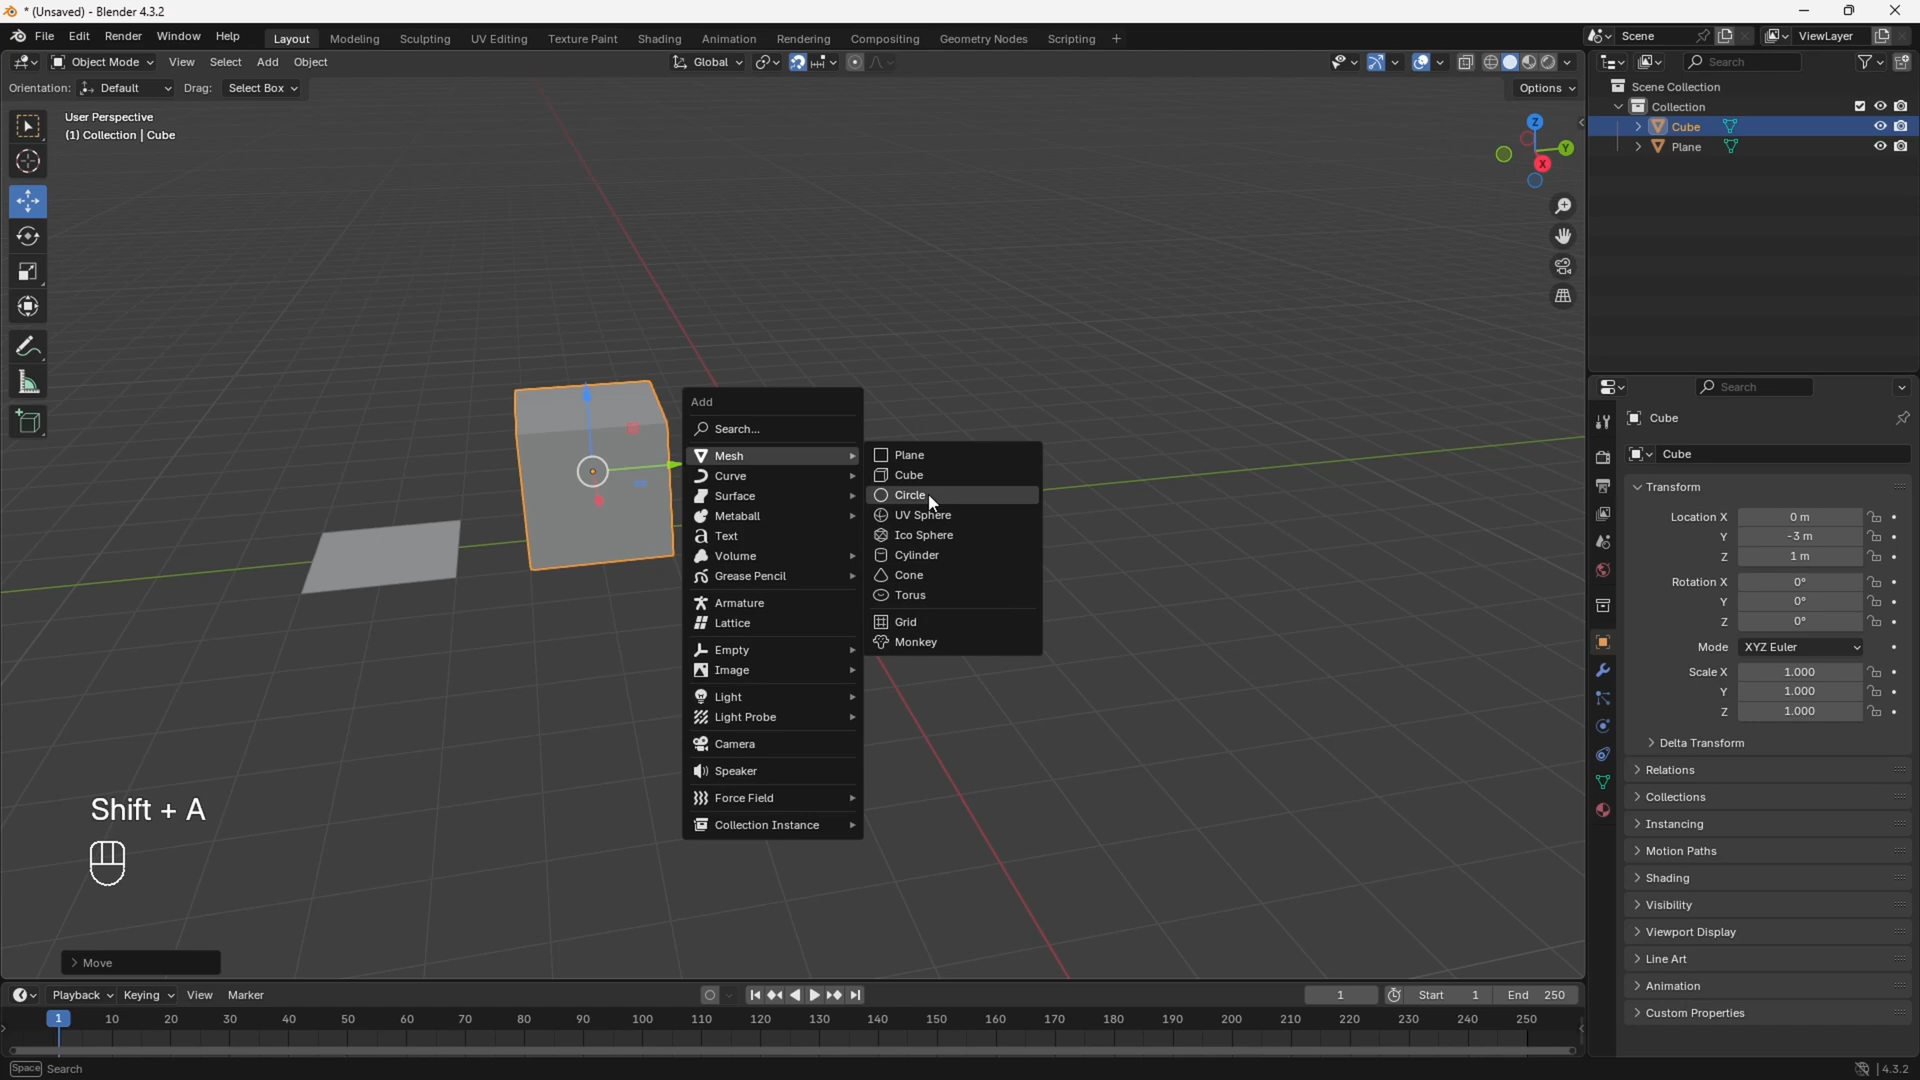 * (Unsaved) - Blender 4.3.2
File Edit Render Window Help
Layout Modeling Sculpting UV Editing Texture Paint Shading Animation Rendering Compositing Geometry Nodes Scripting +
Scene
ViewLayer
Object Mode View Select Add Object
Global
Search
Orientation: Default Drag: Select Box
Options
User Perspective
(1) Collection | Cube
Z
Y
X
Scene Collection
Collection
Cube
Plane
Add
Search...
Mesh
Curve
Surface
Metaball
Text
Volume
Grease Pencil
Armature
Lattice
Empty
Image
Light
Light Probe
Camera
Speaker
Force Field
Collection Instance
Plane
Cube
Circle
UV Sphere
Ico Sphere
Cylinder
Cone
Torus
Grid
Monkey
Shift + A
Move
Search
Cube
Cube
Transform
Location X 0 m
Y -3 m
Z 1 m
Rotation X 0°
Y 0°
Z 0°
Mode XYZ Euler
Scale X 1.000
Y 1.000
Z 1.000
Delta Transform
Relations
Collections
Instancing
Motion Paths
Shading
Visibility
Viewport Display
Line Art
Animation
Custom Properties
Playback Keying View Marker
1 Start 1 End 250
1 10 20 30 40 50 60 70 80 90 100 110 120 130 140 150 160 170 180 190 200 210 220 230 240 250
Space Search
4.3.2